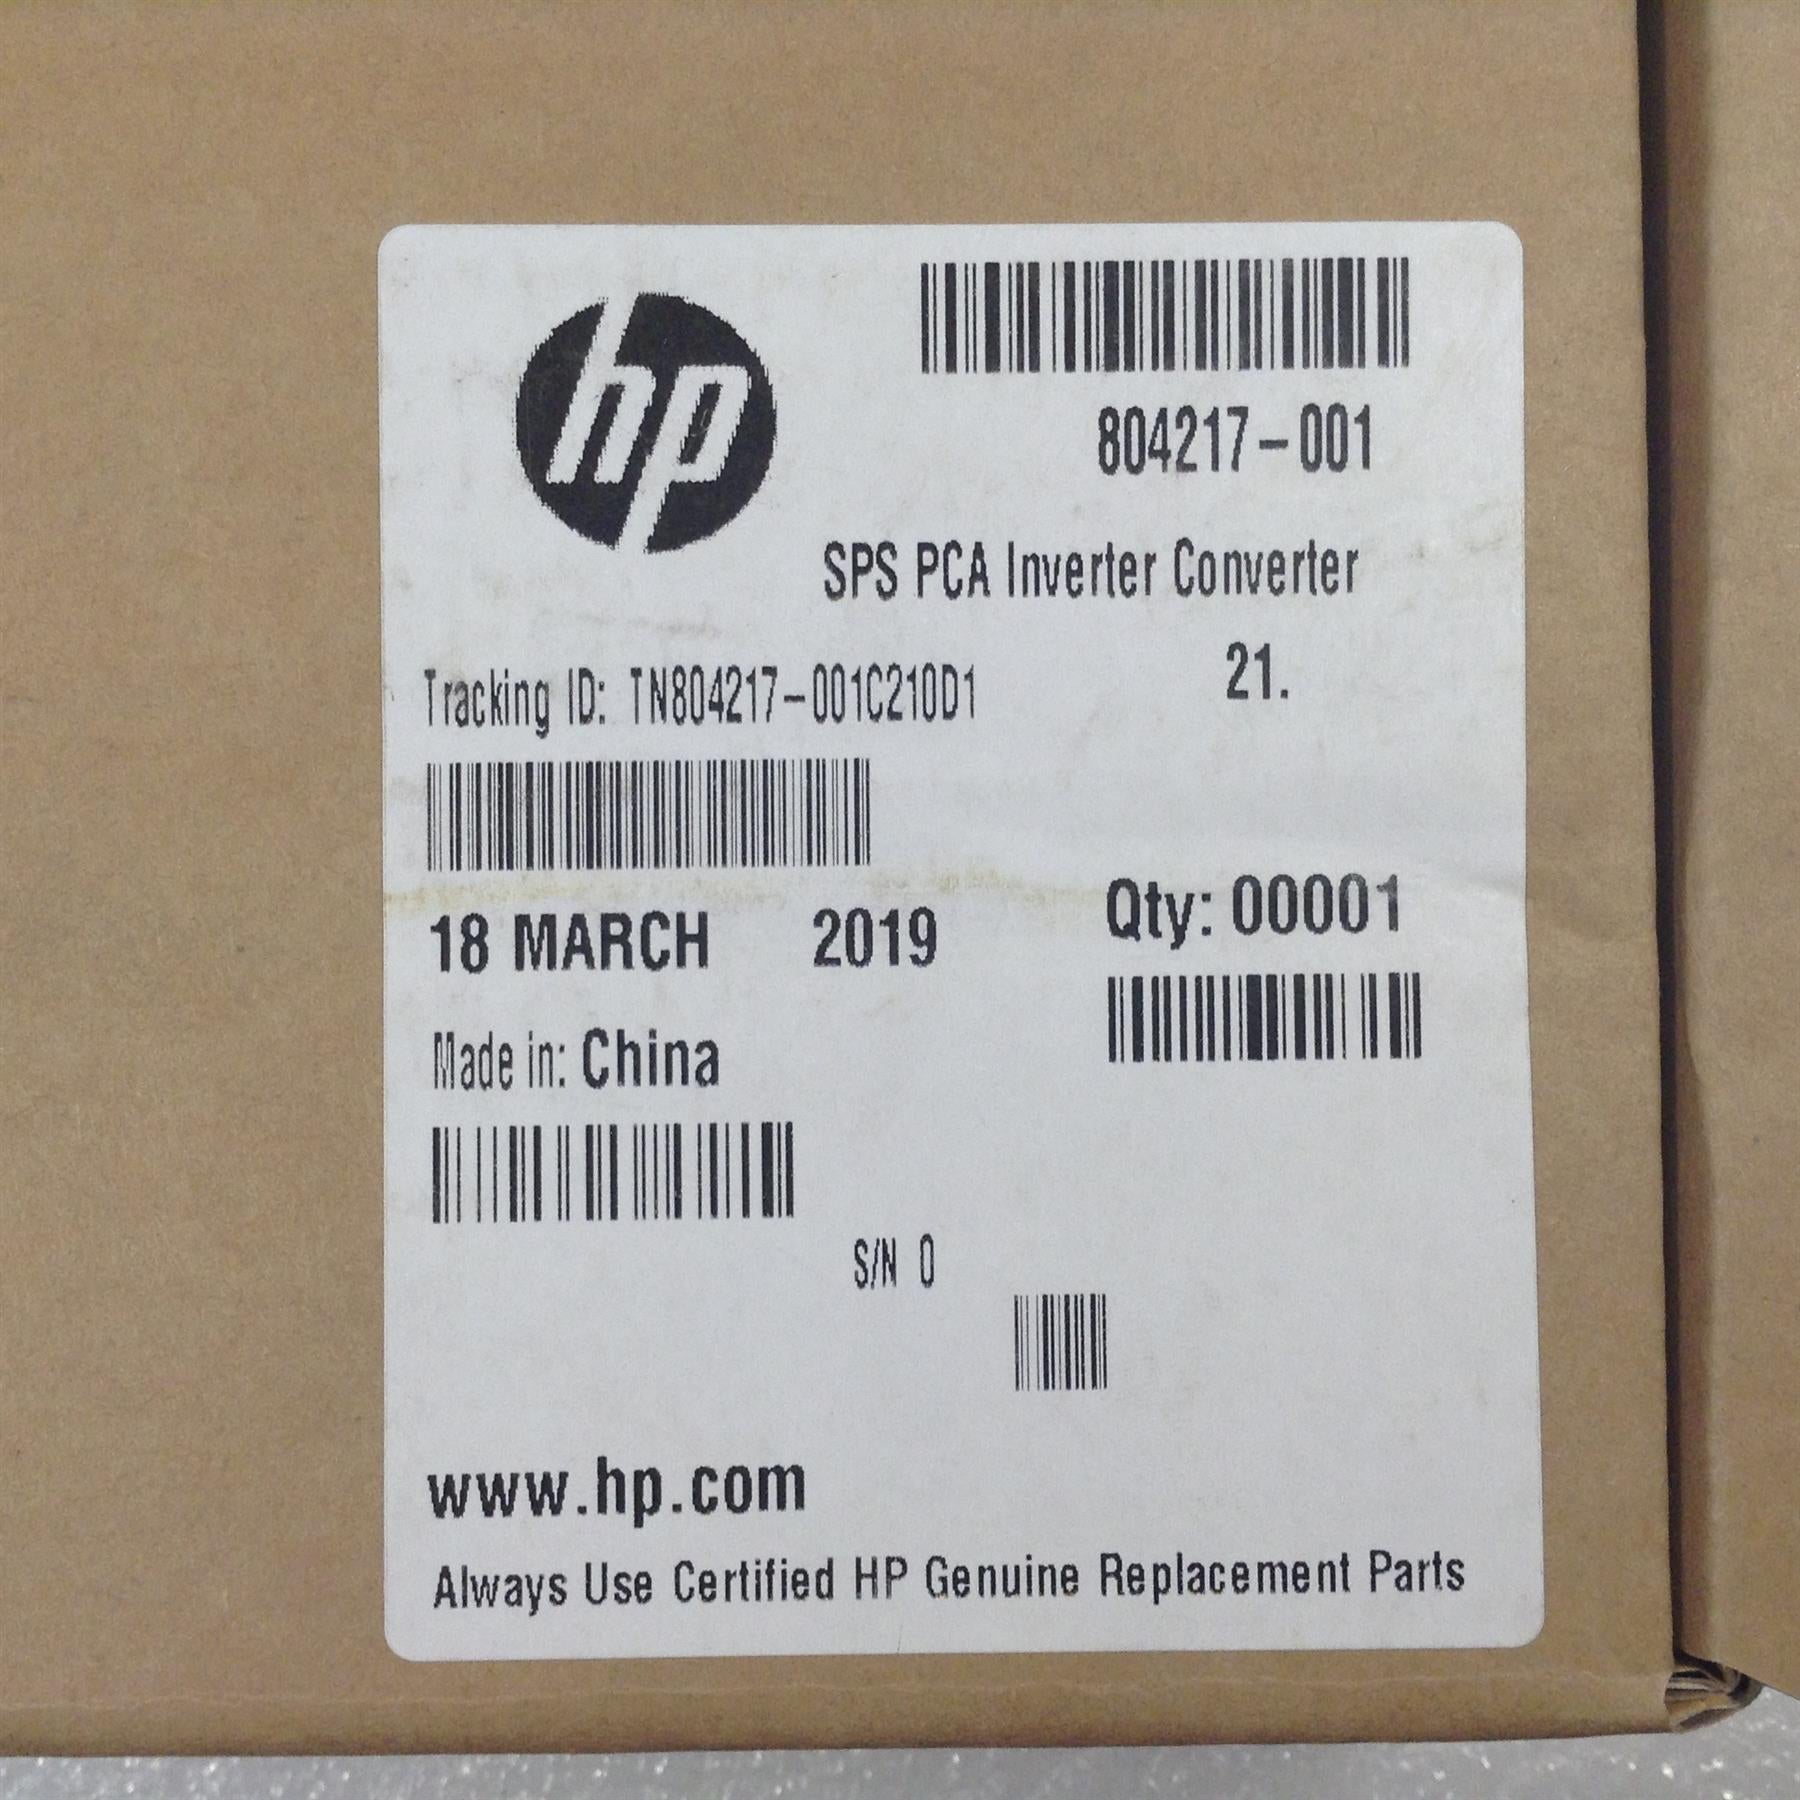 hp
804217-001
SPS PCA Inverter Converter
21.
Tracking ID: TN804217-001C210D1
18 MARCH 2019
Qty: 00001
Made in: China
S/N 0
www.hp.com
Always Use Certified HP Genuine Replacement Parts